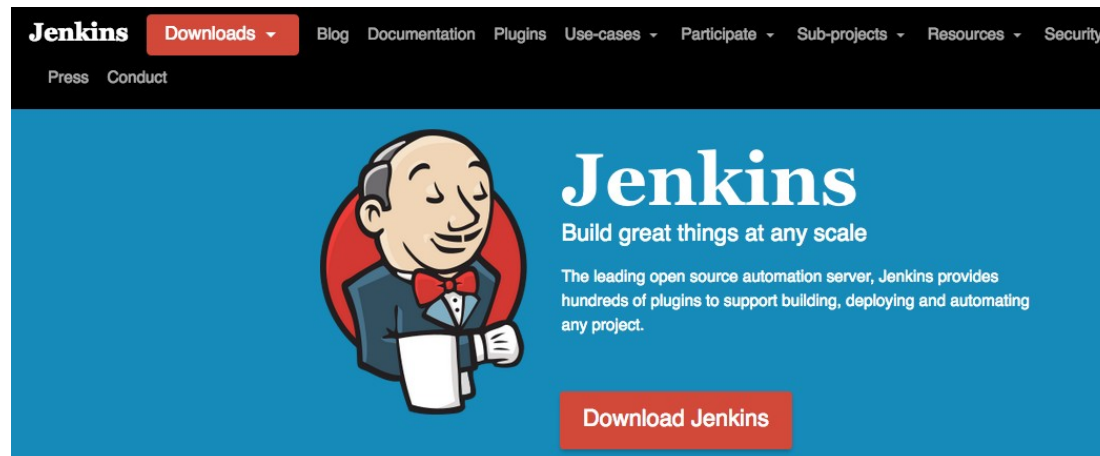 Jenkins Downloads Blog Documentation Plugins Use-cases Participate Sub-projects Resources Security
Press Conduct
Jenkins
Build great things at any scale
The leading open source automation server, Jenkins provides
hundreds of plugins to support building, deploying and automating
any project.
Download Jenkins